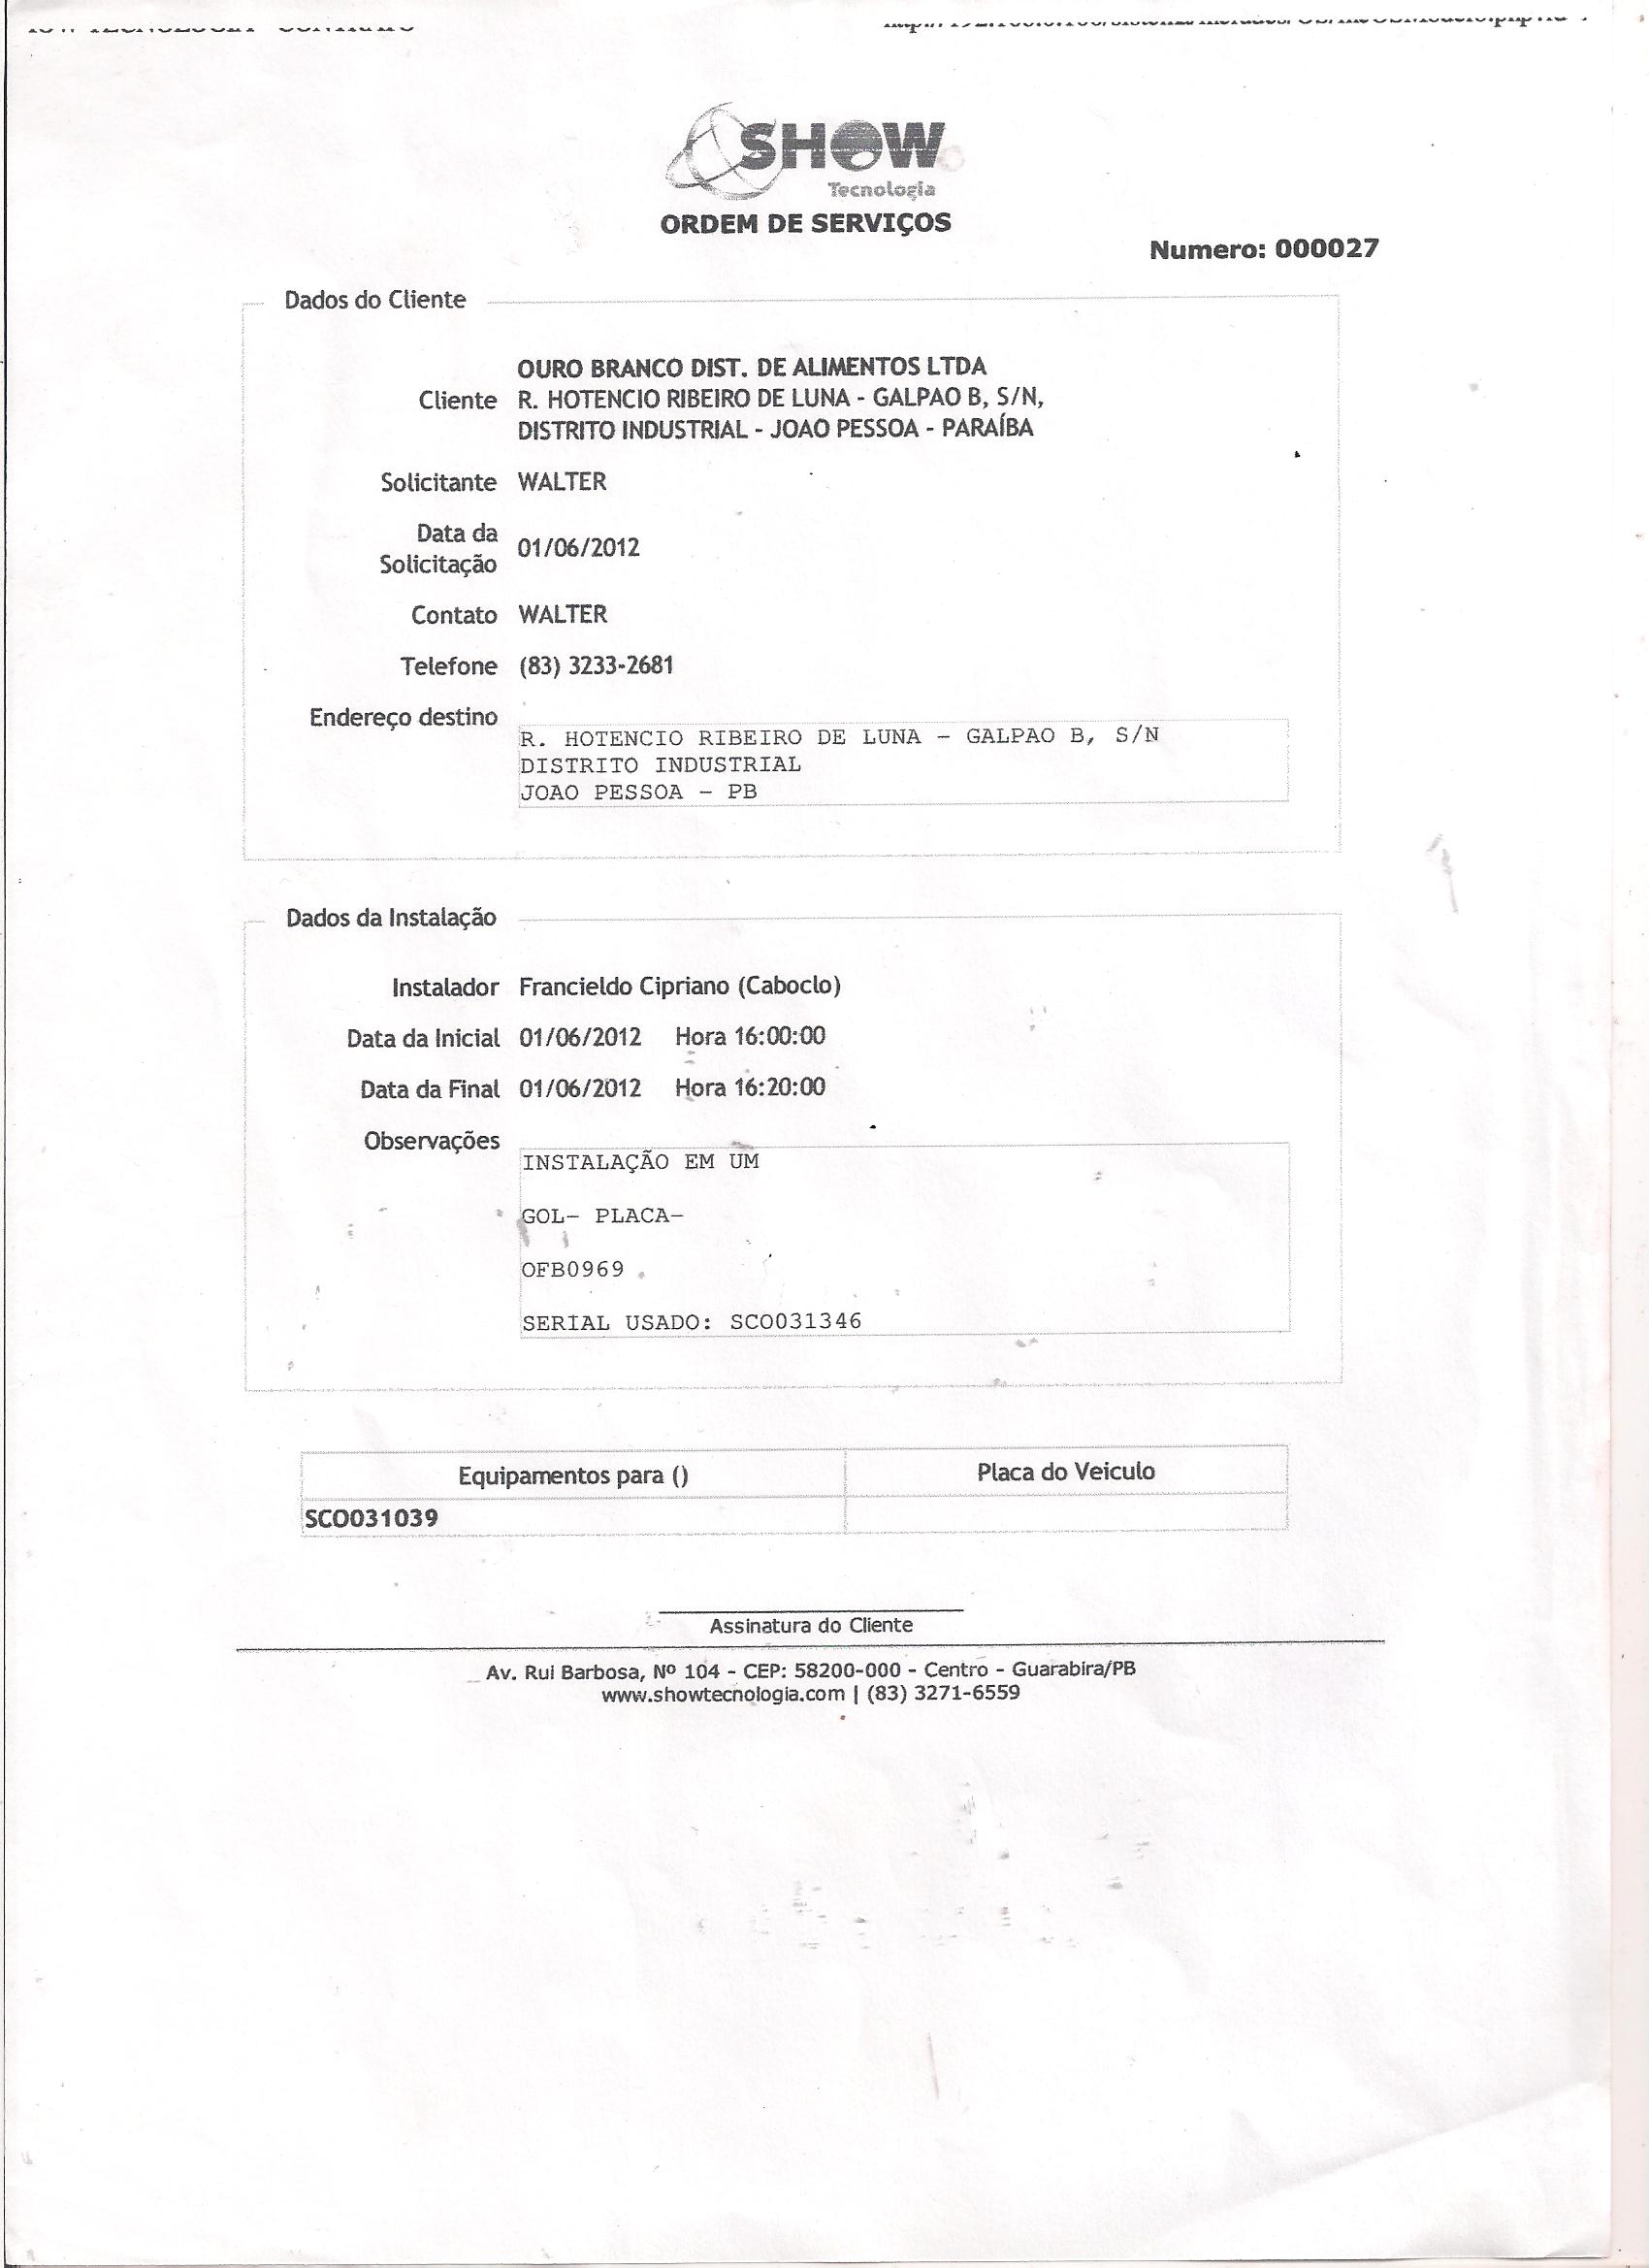 SHOW
Tecnologia
ORDEM DE SERVIÇOS
Numero: 000027
Dados do Cliente
Cliente OURO BRANCO DIST. DE ALIMENTOS LTDA
R. HOTENCIO RIBEIRO DE LUNA - GALPAO B, S/N,
DISTRITO INDUSTRIAL - JOAO PESSOA - PARAÍBA
Solicitante WALTER
Data da Solicitação 01/06/2012
Contato WALTER
Telefone (83) 3233-2681
Endereço destino
R. HOTENCIO RIBEIRO DE LUNA - GALPAO B, S/N
DISTRITO INDUSTRIAL
JOAO PESSOA - PB
Dados da Instalação
Instalador Francieldo Cipriano (Caboclo)
Data da Inicial 01/06/2012 Hora 16:00:00
Data da Final 01/06/2012 Hora 16:20:00
Observações
INSTALAÇÃO EM UM
GOL- PLACA-
OFB0969
SERIAL USADO: SCO031346
Equipamentos para () Placa do Veiculo
SCO031039
Assinatura do Cliente
Av. Rui Barbosa, Nº 104 - CEP: 58200-000 - Centro - Guarabira/PB
www.showtecnologia.com | (83) 3271-6559